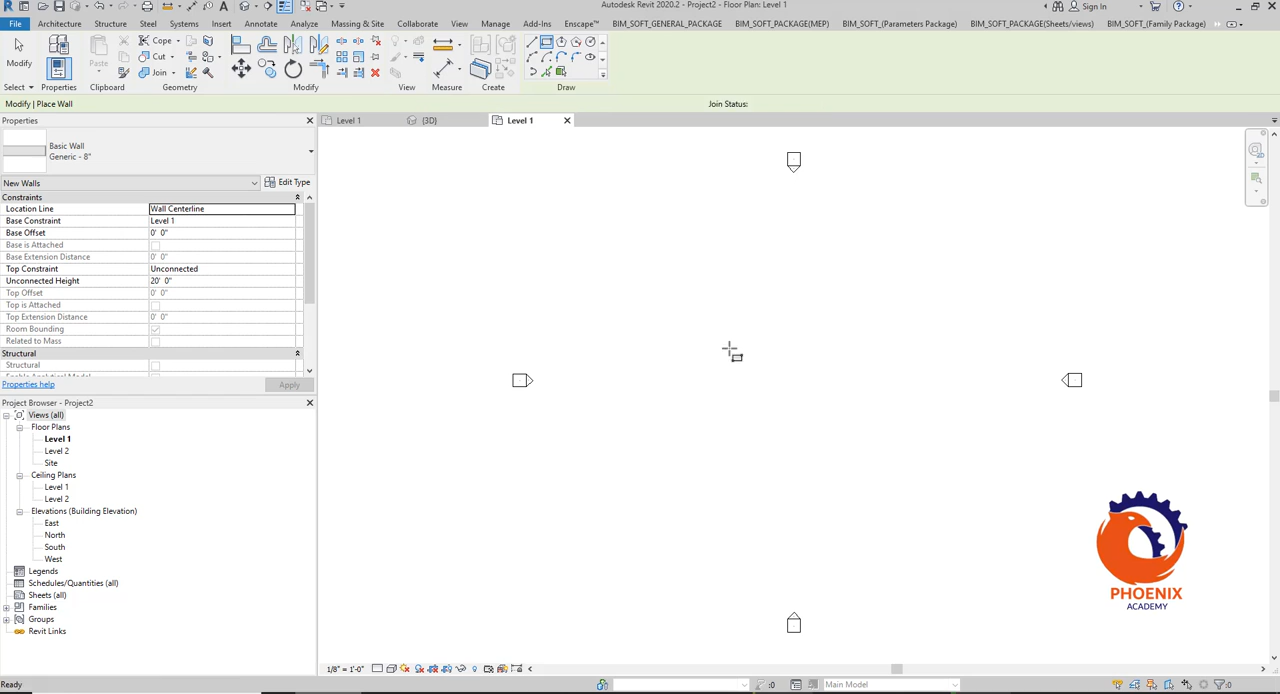 Autodesk Revit 2020.2 - Project2 - Floor Plan: Level 1
Sign In
File Architecture Structure Steel Systems Insert Annotate Analyze Massing & Site Collaborate View Manage Add-Ins Enscape™ BIM_SOFT_GENERAL_PACKAGE BIM_SOFT_PACKAGE(MEP) BIM_SOFT_(Parameters Package) BIM_SOFT_PACKAGE(Sheets/views) BIM_SOFT_(Family Package)
Modify
Paste
Cope
Cut
Join
Select Properties Clipboard Geometry Modify View Measure Create Draw
Modify | Place Wall
Join Status:
Properties
Level 1
{3D}
Level 1
Basic Wall
Generic - 8"
New Walls
Edit Type
Constraints
Location Line Wall Centerline
Base Constraint Level 1
Base Offset 0' 0"
Base is Attached
Base Extension Distance 0' 0"
Top Constraint Unconnected
Unconnected Height 20' 0"
Top Offset 0' 0"
Top is Attached
Top Extension Distance 0' 0"
Room Bounding
Related to Mass
Structural
Structural
Properties help
Apply
Project Browser - Project2
Views (all)
Floor Plans
Level 1
Level 2
Site
Ceiling Plans
Level 1
Level 2
Elevations (Building Elevation)
East
North
South
West
Legends
Schedules/Quantities (all)
Sheets (all)
Families
Groups
Revit Links
PHOENIX
ACADEMY
1/8" = 1'-0"
Ready
:0
Main Model
:0